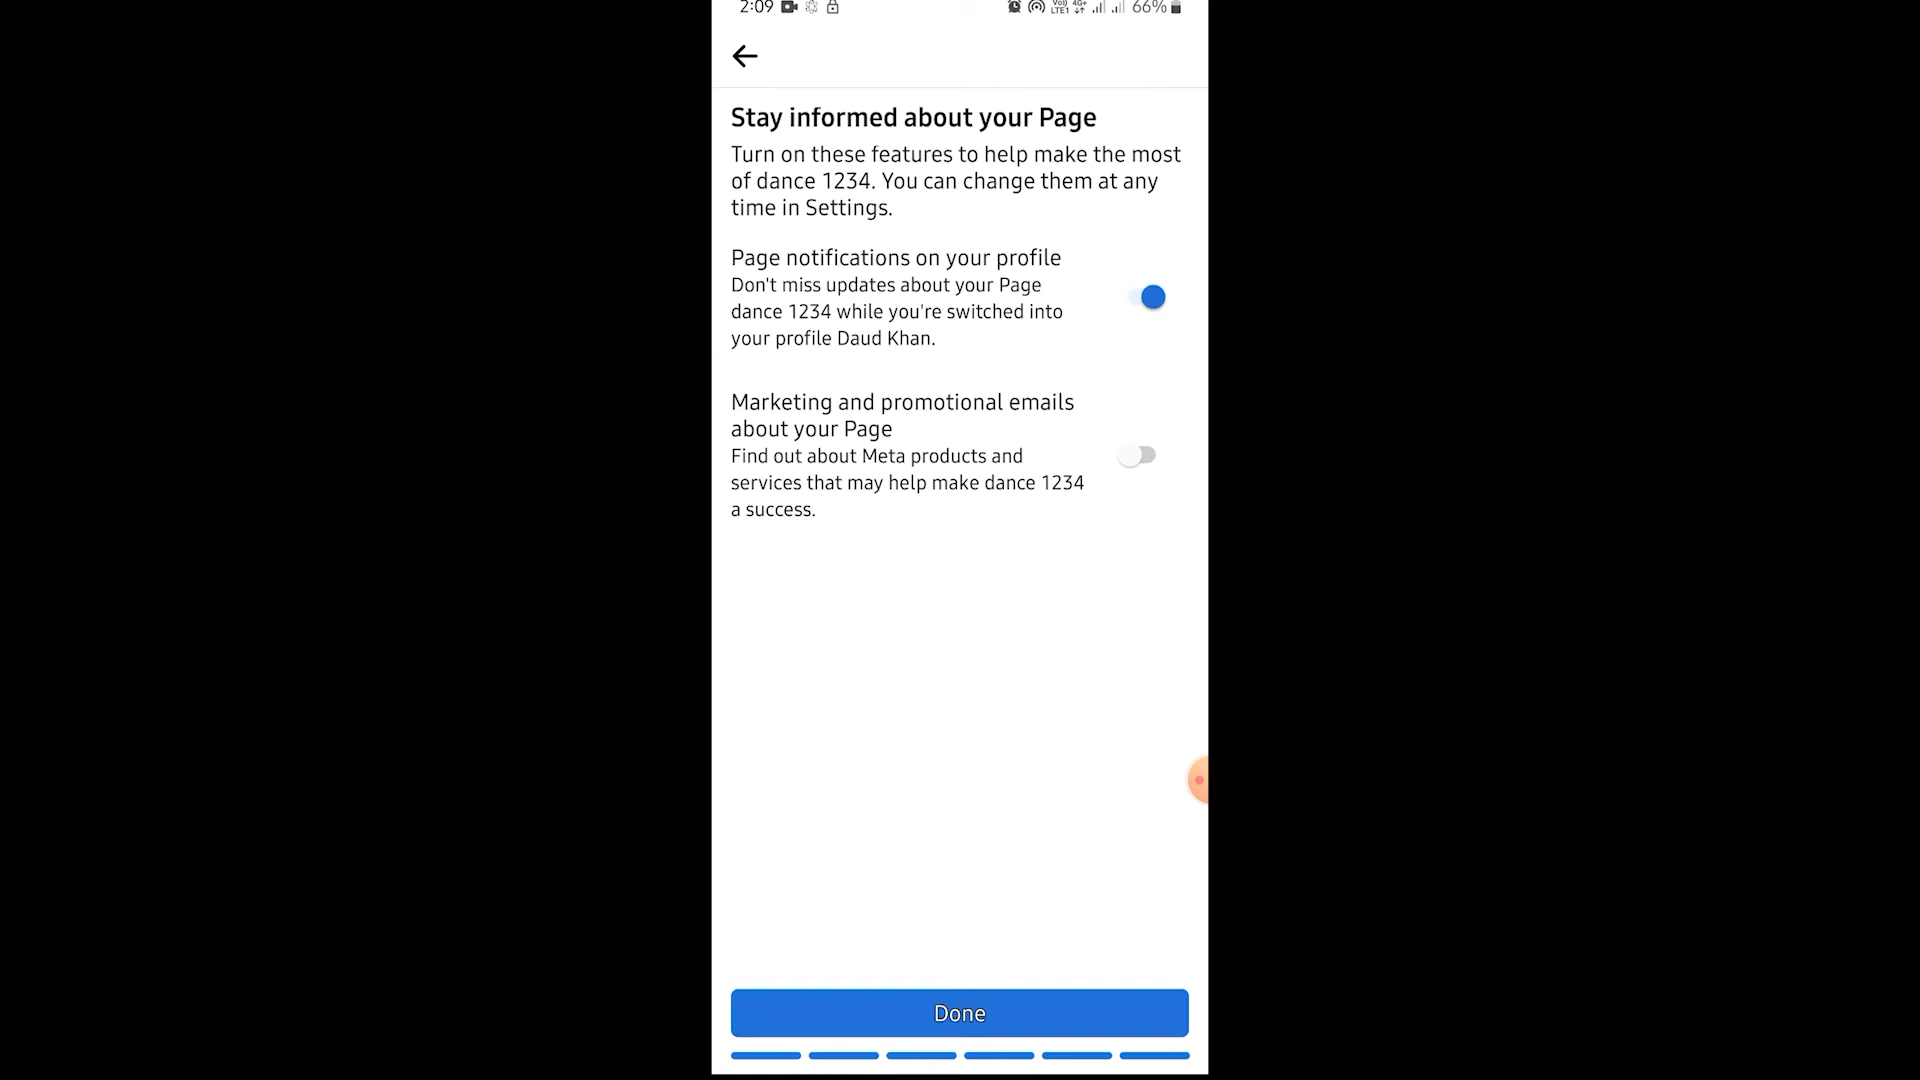 2:09
Vo)) 4G+
LTE1
66%
Stay informed about your Page
Turn on these features to help make the most
of dance 1234. You can change them at any
time in Settings.
Page notifications on your profile
Don't miss updates about your Page
dance 1234 while you're switched into
your profile Daud Khan.
Marketing and promotional emails
about your Page
Find out about Meta products and
services that may help make dance 1234
a success.
Done